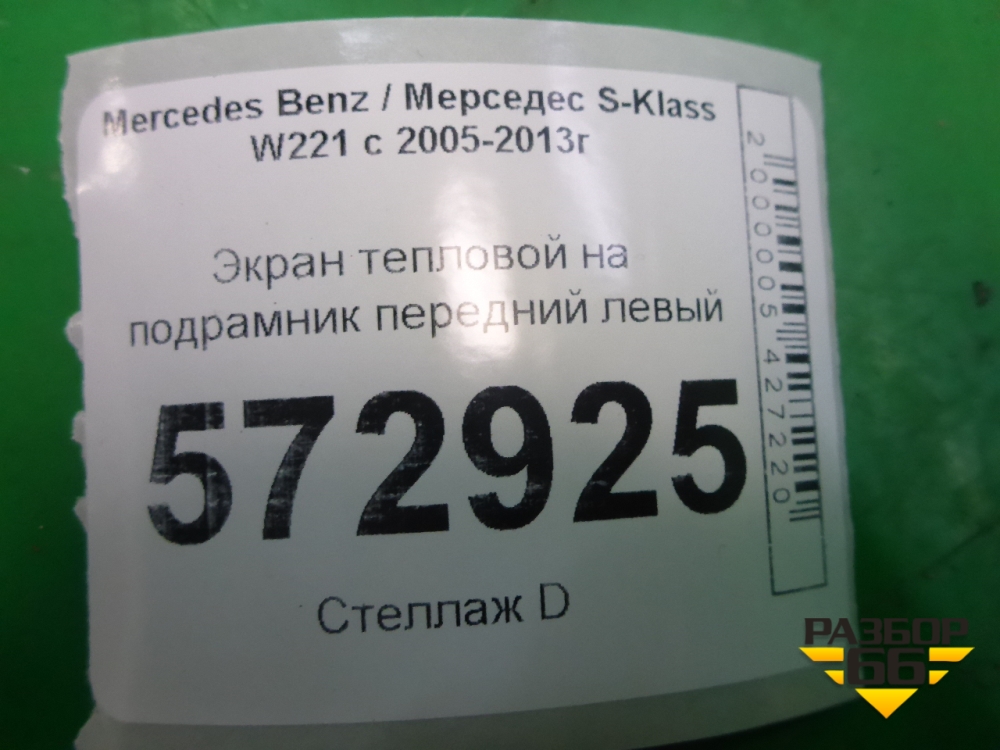 Mercedes Benz / Мерседес S-Klass
W221 с 2005-2013г
Экран тепловой на
подрамник передний левый
572925
Стеллаж D
2000005427220
РАЗБОР
66